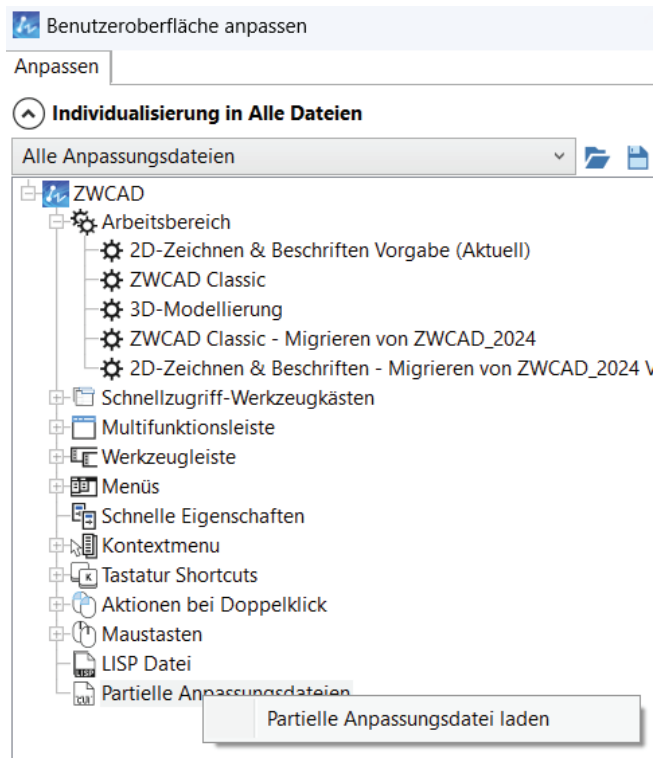 Benutzeroberfläche anpassen
Anpassen
Individualisierung in Alle Dateien
Alle Anpassungsdateien
ZWCAD
Arbeitsbereich
2D-Zeichnen & Beschriften Vorgabe (Aktuell)
ZWCAD Classic
3D-Modellierung
ZWCAD Classic - Migrieren von ZWCAD_2024
2D-Zeichnen & Beschriften - Migrieren von ZWCAD_2024 V
Schnellzugriff-Werkzeugkästen
Multifunktionsleiste
Werkzeugleiste
Menüs
Schnelle Eigenschaften
Kontextmenu
Tastatur Shortcuts
Aktionen bei Doppelklick
Maustasten
LISP Datei
Partielle Anpassungsdateien
Partielle Anpassungsdatei laden